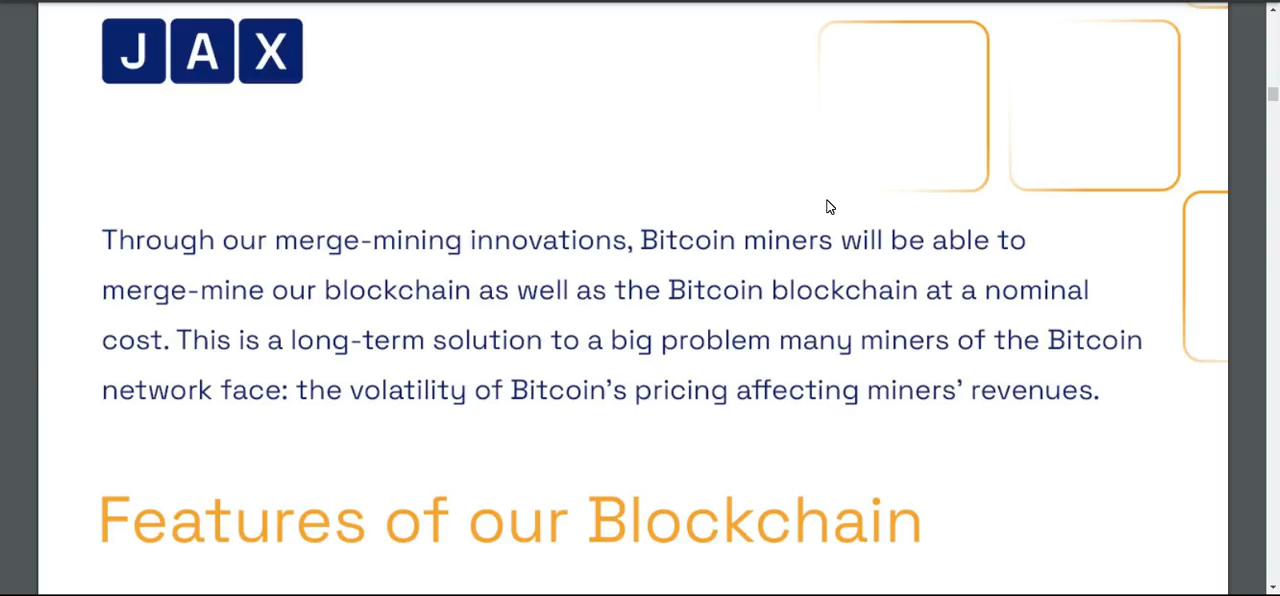 JAX
Through our merge-mining innovations, Bitcoin miners will be able to
merge-mine our blockchain as well as the Bitcoin blockchain at a nominal
cost. This is a long-term solution to a big problem many miners of the Bitcoin
network face: the volatility of Bitcoin’s pricing affecting miners’ revenues.
Features of our Blockchain